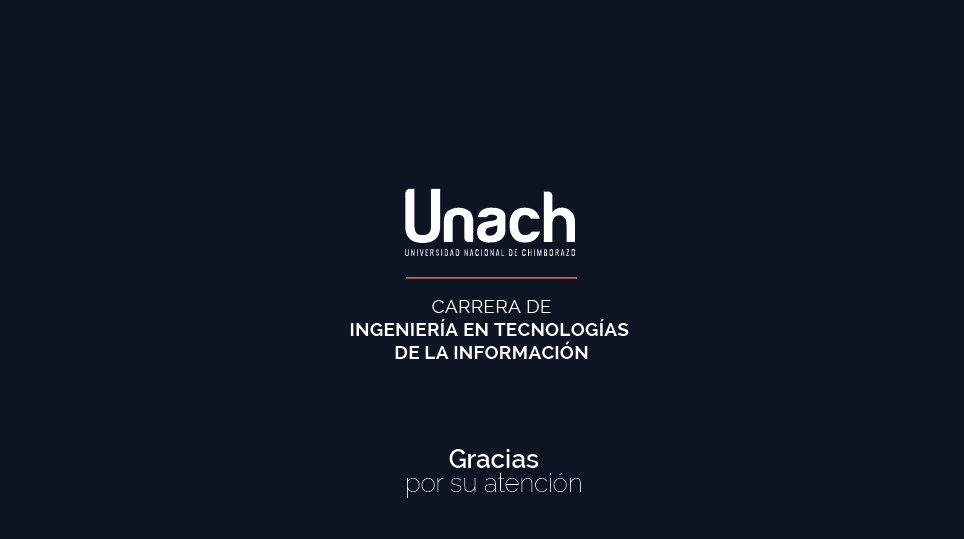 Unach
UNIVERSIDAD NACIONAL DE CHIMBORAZO
CARRERA DE
INGENIERÍA EN TECNOLOGÍAS
DE LA INFORMACIÓN
Gracias
por su atención